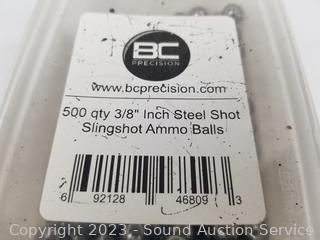 BC
PRECISION
www.bcprecision.com
500 qty 3/8" Inch Steel Shot
Slingshot Ammo Balls
6 92128 46809 3
Copyright 2023 - Sound Auction Service